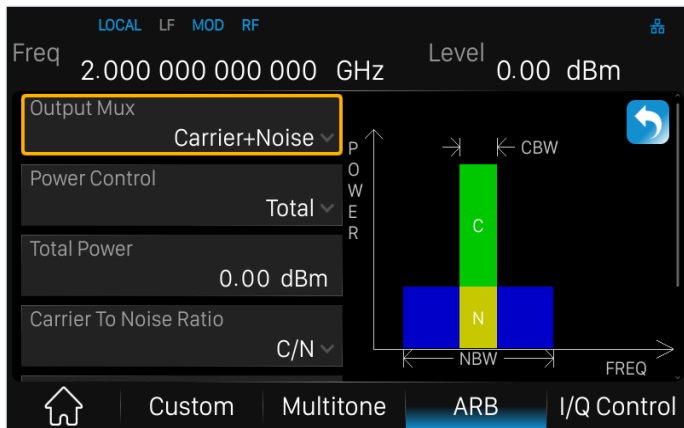 LOCAL LF MOD RF
Freq 2.000 000 000 000 GHz Level 0.00 dBm
Output Mux
Carrier+Noise
Power Control
Total
Total Power
0.00 dBm
Carrier To Noise Ratio
C/N
POWER
CBW
C
N
NBW
FREQ
Custom Multitone ARB I/Q Control